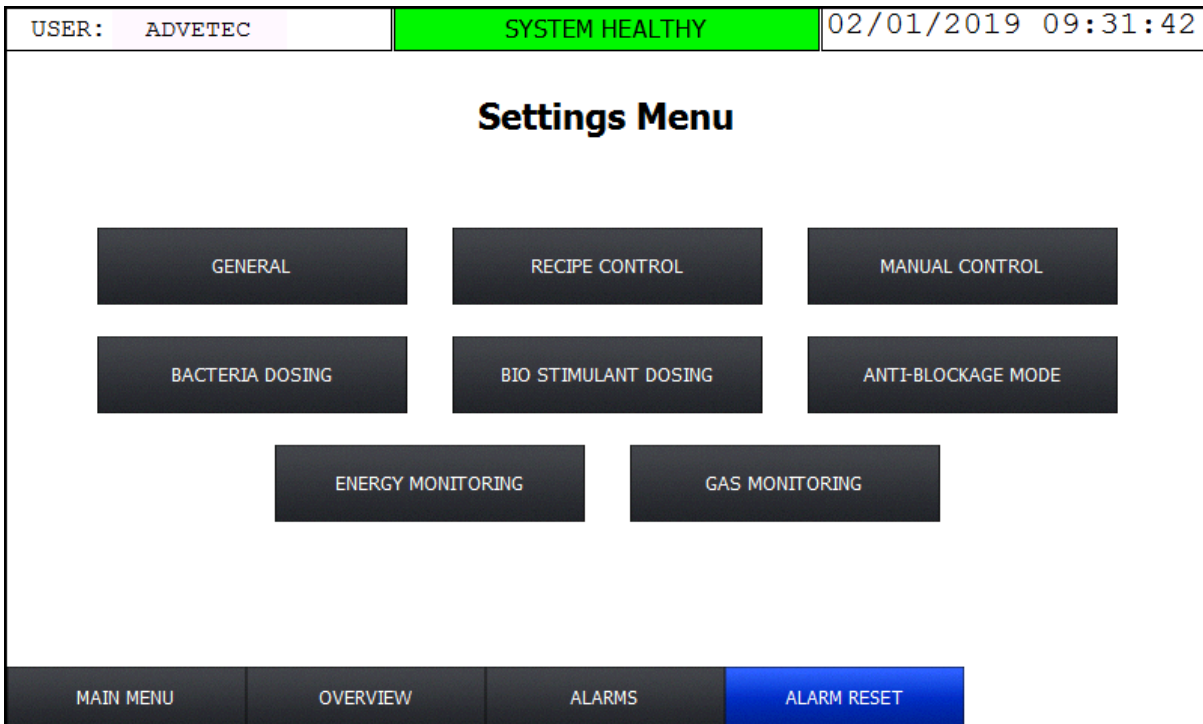 USER: ADVETEC SYSTEM HEALTHY 02/01/2019 09:31:42
Settings Menu
GENERAL RECIPE CONTROL MANUAL CONTROL
BACTERIA DOSING BIO STIMULANT DOSING ANTI-BLOCKAGE MODE
ENERGY MONITORING GAS MONITORING
MAIN MENU OVERVIEW ALARMS ALARM RESET